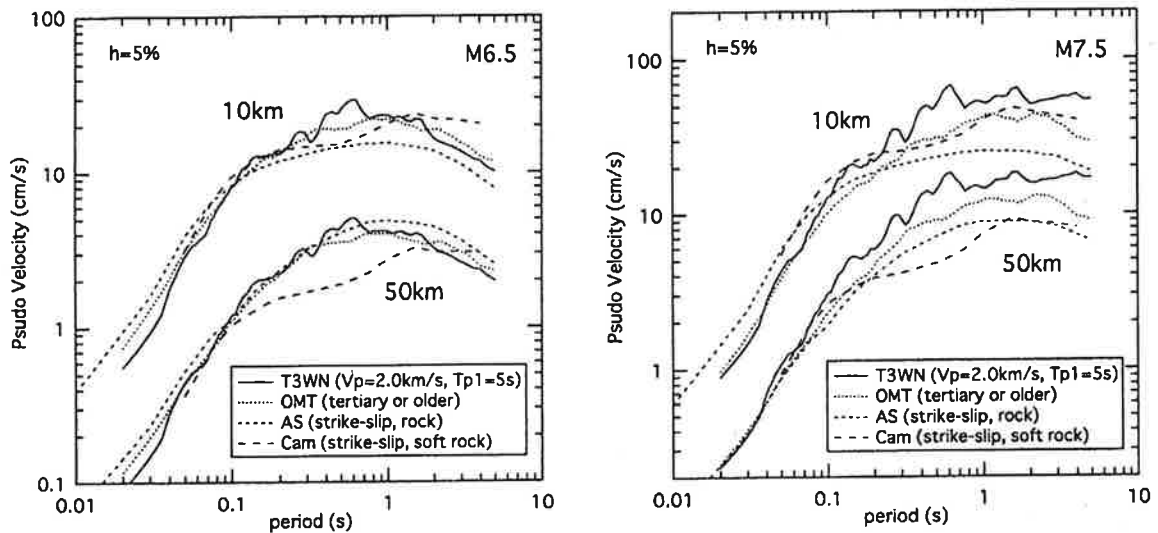 100
h=5%
M6.5
10km
10
Psudo Velocity (cm/s)
1
50km
T3WN (Vp=2.0km/s, Tp1=5s)
OMT (tertiary or older)
AS (strike-slip, rock)
Cam (strike-slip, soft rock)
0.1
0.01
0.1
1
10
period (s)
h=5%
M7.5
100
10km
Psudo Velocity (cm/s)
10
50km
1
T3WN (Vp=2.0km/s, Tp1=5s)
OMT (tertiary or older)
AS (strike-slip, rock)
Cam (strike-slip, soft rock)
0.01
0.1
1
10
period (s)